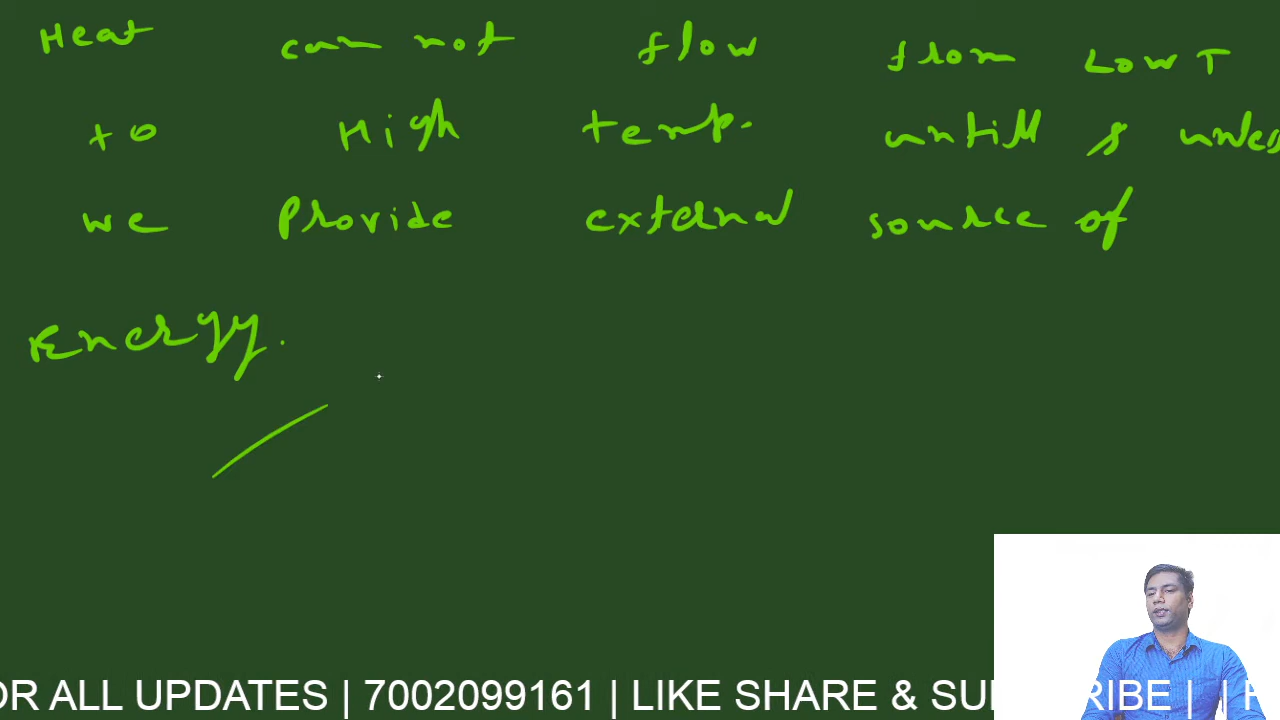 Heat can not flow from Low T
to High temp. untill & unless
we Provide external source of
Energy.
OR ALL UPDATES | 7002099161 | LIKE SHARE & SU RIBE | | F